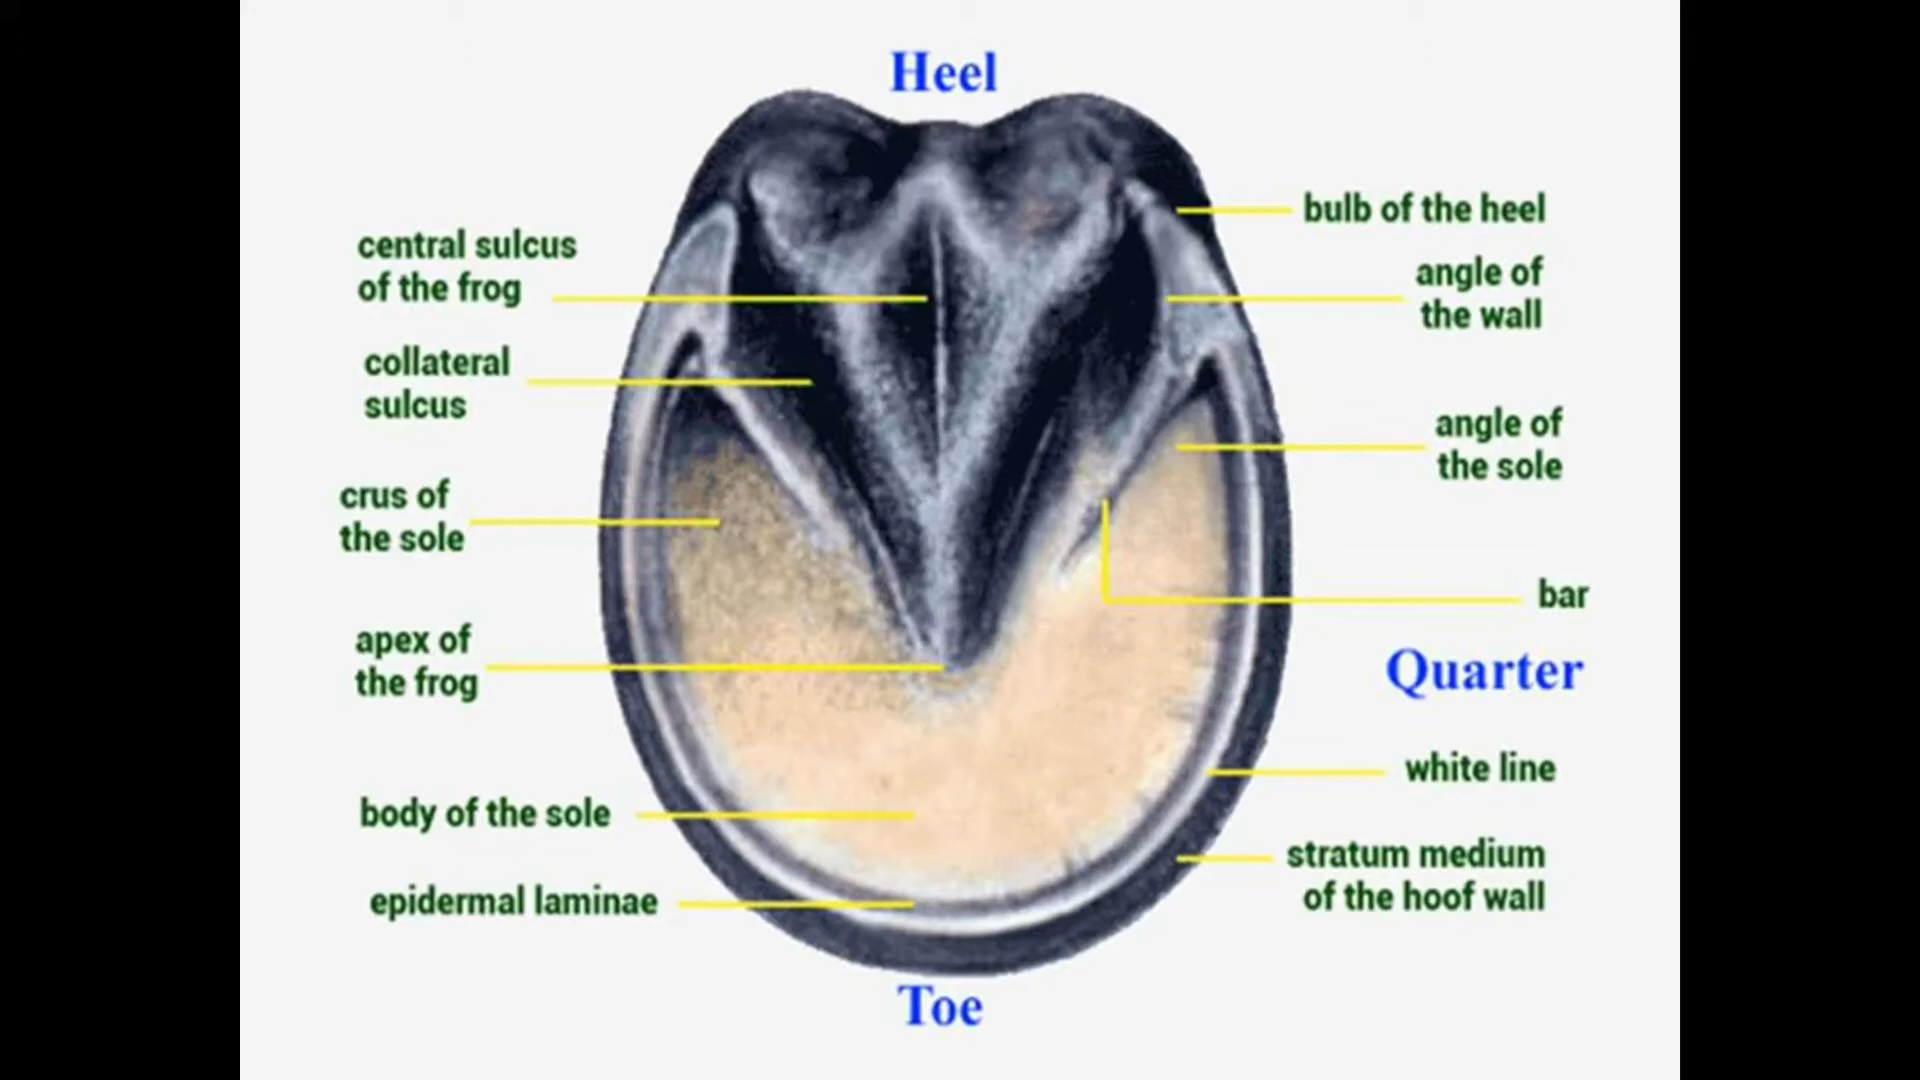 Heel
central sulcus
of the frog
collateral
sulcus
crus of
the sole
apex of
the frog
body of the sole
epidermal laminae
bulb of the heel
angle of
the wall
angle of
the sole
bar
Quarter
white line
stratum medium
of the hoof wall
Toe